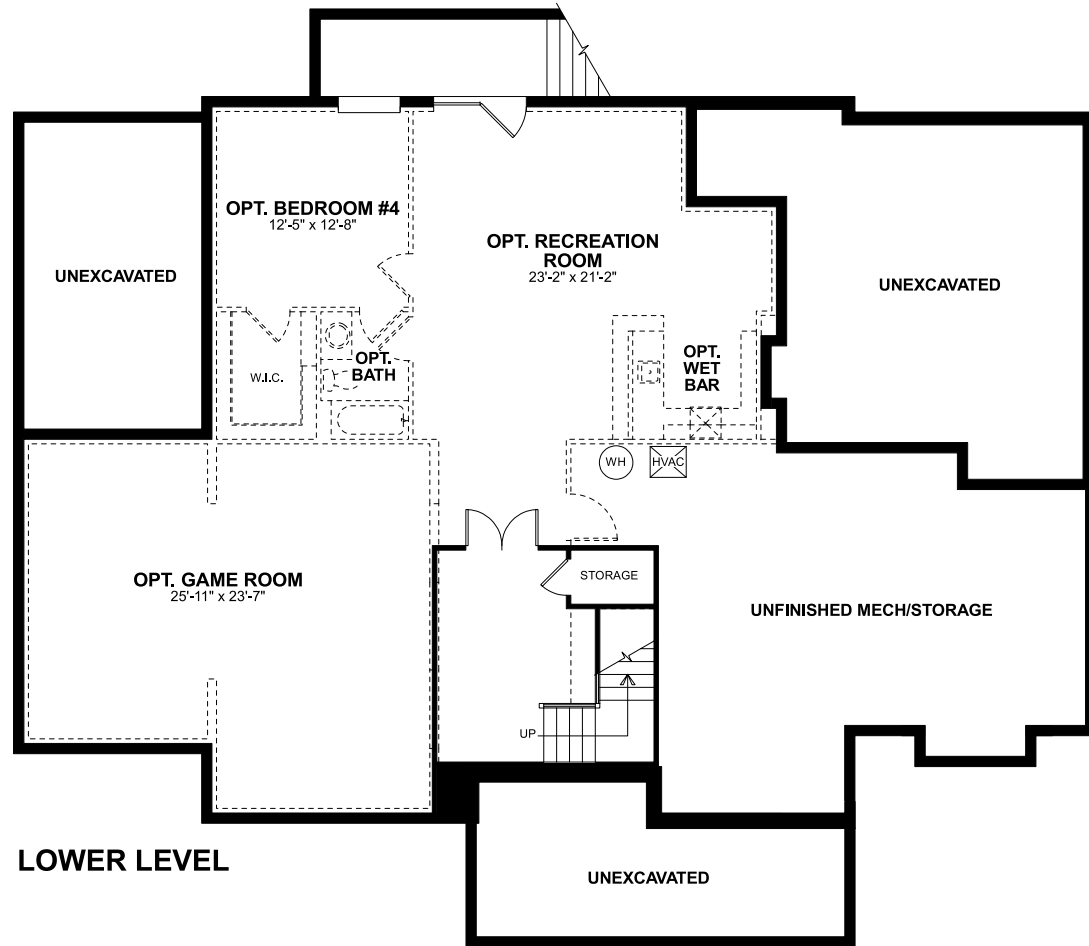 OPT. BEDROOM #4
12'-5" x 12'-8"
OPT. RECREATION
ROOM
23'-2" x 21'-2"
UNEXCAVATED
UNEXCAVATED
W.I.C.
OPT.
BATH
OPT.
WET
BAR
WH
HVAC
OPT. GAME ROOM
25'-11" x 23'-7"
STORAGE
UNFINISHED MECH/STORAGE
UP
LOWER LEVEL
UNEXCAVATED